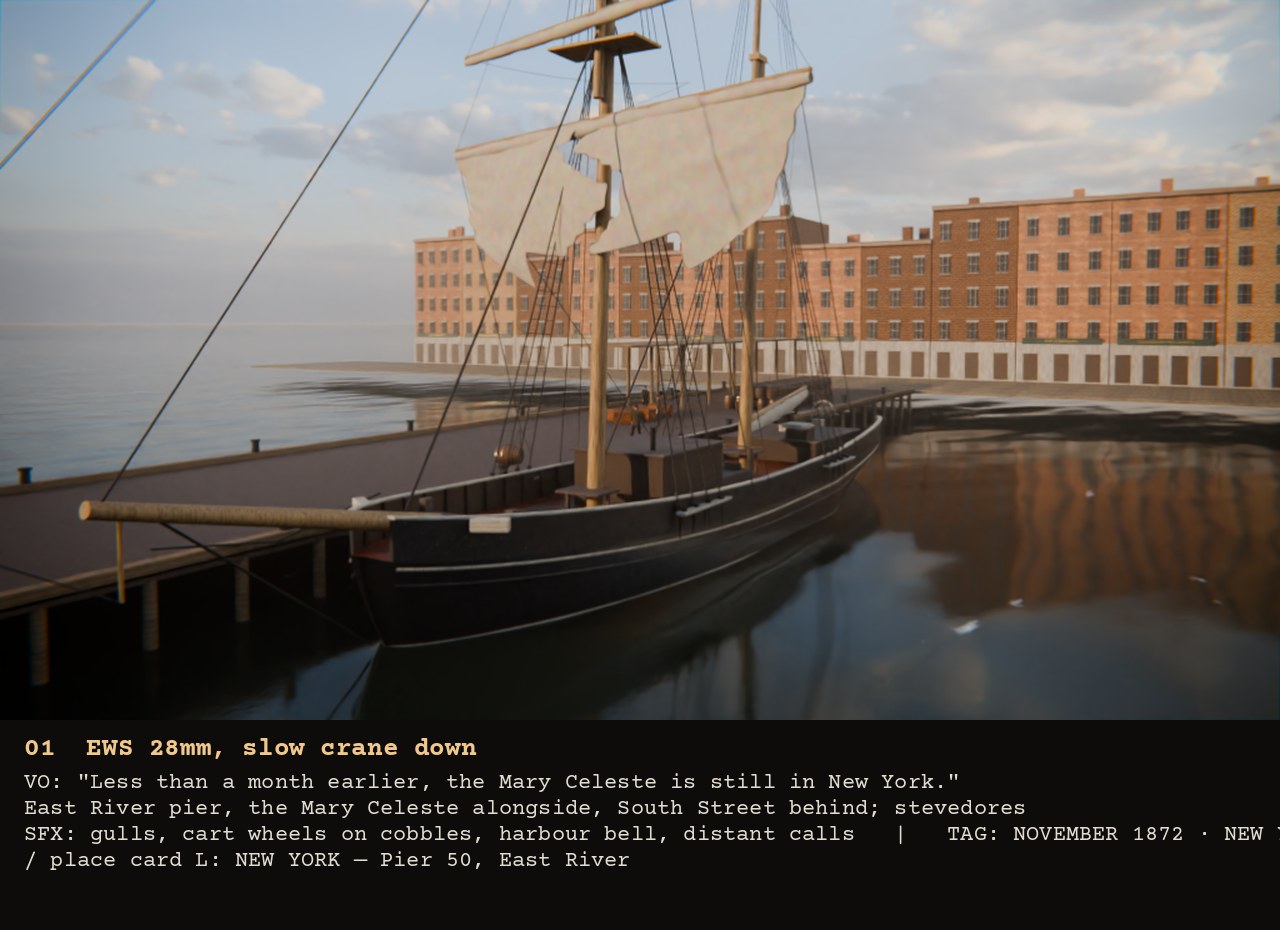 01  EWS 28mm, slow crane down
VO: "Less than a month earlier, the Mary Celeste is still in New York."
East River pier, the Mary Celeste alongside, South Street behind; stevedores
SFX: gulls, cart wheels on cobbles, harbour bell, distant calls   |   TAG: NOVEMBER 1872 · NEW
/ place card L: NEW YORK — Pier 50, East River